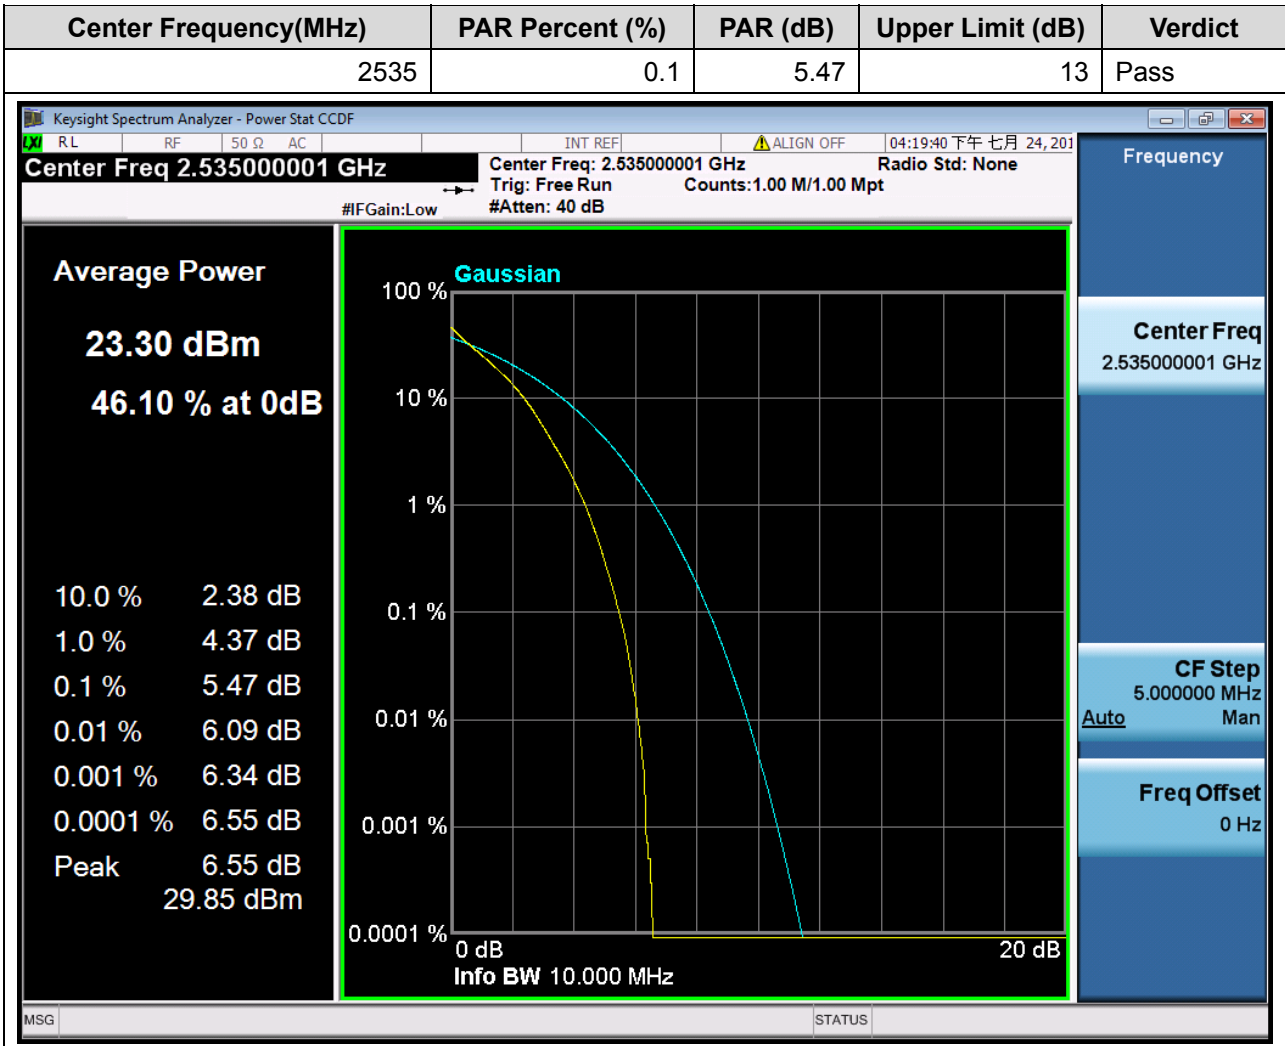 Center Frequency(MHz) PAR Percent (%) PAR (dB) Upper Limit (dB) Verdict
2535 0.1 5.47 13 Pass
Keysight Spectrum Analyzer - Power Stat CCDF
LXI RL RF 50 Ω AC INT REF ALIGN OFF 04:19:40 下午 七月 24, 201
Center Freq 2.535000001 GHz
Center Freq: 2.535000001 GHz Radio Std: None
Trig: Free Run Counts:1.00 M/1.00 Mpt
#IFGain:Low #Atten: 40 dB
Average Power
23.30 dBm
46.10 % at 0dB
10.0 % 2.38 dB
1.0 % 4.37 dB
0.1 % 5.47 dB
0.01 % 6.09 dB
0.001 % 6.34 dB
0.0001 % 6.55 dB
Peak 6.55 dB
29.85 dBm
Gaussian
100 %
10 %
1 %
0.1 %
0.01 %
0.001 %
0.0001 %
0 dB 20 dB
Info BW 10.000 MHz
Frequency
Center Freq
2.535000001 GHz
CF Step
5.000000 MHz
Auto Man
Freq Offset
0 Hz
MSG STATUS